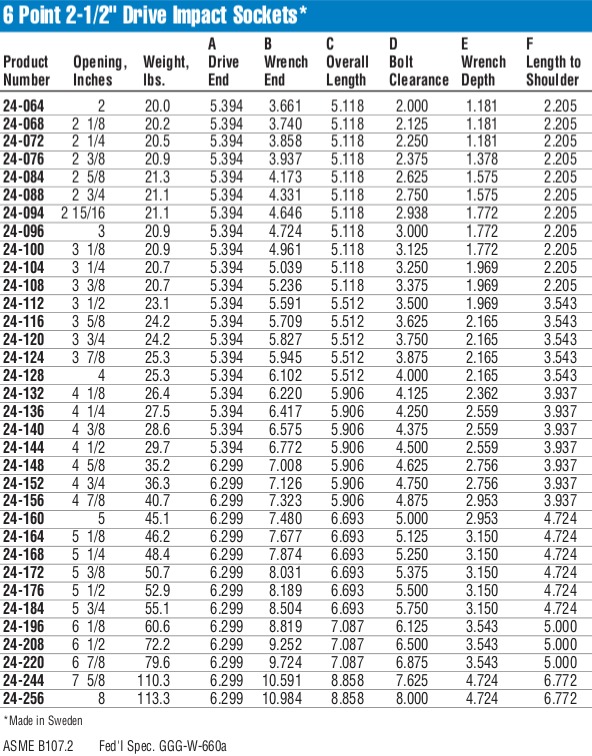 6 Point 2-1/2" Drive Impact Sockets*
A B C D E F
Product Opening, Weight, Drive Wrench Overall Bolt Wrench Length to
Number Inches lbs. End End Length Clearance Depth Shoulder
24-064 2 20.0 5.394 3.661 5.118 2.000 1.181 2.205
24-068 2 1/8 20.2 5.394 3.740 5.118 2.125 1.181 2.205
24-072 2 1/4 20.5 5.394 3.858 5.118 2.250 1.181 2.205
24-076 2 3/8 20.9 5.394 3.937 5.118 2.375 1.378 2.205
24-084 2 5/8 21.3 5.394 4.173 5.118 2.625 1.575 2.205
24-088 2 3/4 21.1 5.394 4.331 5.118 2.750 1.575 2.205
24-094 2 15/16 21.1 5.394 4.646 5.118 2.938 1.772 2.205
24-096 3 20.9 5.394 4.724 5.118 3.000 1.772 2.205
24-100 3 1/8 20.9 5.394 4.961 5.118 3.125 1.772 2.205
24-104 3 1/4 20.7 5.394 5.039 5.118 3.250 1.969 2.205
24-108 3 3/8 20.7 5.394 5.236 5.118 3.375 1.969 2.205
24-112 3 1/2 23.1 5.394 5.591 5.512 3.500 1.969 3.543
24-116 3 5/8 24.2 5.394 5.709 5.512 3.625 2.165 3.543
24-120 3 3/4 24.2 5.394 5.827 5.512 3.750 2.165 3.543
24-124 3 7/8 25.3 5.394 5.945 5.512 3.875 2.165 3.543
24-128 4 25.3 5.394 6.102 5.512 4.000 2.165 3.543
24-132 4 1/8 26.4 5.394 6.220 5.906 4.125 2.362 3.937
24-136 4 1/4 27.5 5.394 6.417 5.906 4.250 2.559 3.937
24-140 4 3/8 28.6 5.394 6.575 5.906 4.375 2.559 3.937
24-144 4 1/2 29.7 5.394 6.772 5.906 4.500 2.559 3.937
24-148 4 5/8 35.2 6.299 7.008 5.906 4.625 2.756 3.937
24-152 4 3/4 36.3 6.299 7.126 5.906 4.750 2.756 3.937
24-156 4 7/8 40.7 6.299 7.323 5.906 4.875 2.953 3.937
24-160 5 45.1 6.299 7.480 6.693 5.000 2.953 4.724
24-164 5 1/8 46.2 6.299 7.677 6.693 5.125 3.150 4.724
24-168 5 1/4 48.4 6.299 7.874 6.693 5.250 3.150 4.724
24-172 5 3/8 50.7 6.299 8.031 6.693 5.375 3.150 4.724
24-176 5 1/2 52.9 6.299 8.189 6.693 5.500 3.150 4.724
24-184 5 3/4 55.1 6.299 8.504 6.693 5.750 3.150 4.724
24-196 6 1/8 60.6 6.299 8.819 7.087 6.125 3.543 5.000
24-208 6 1/2 72.2 6.299 9.252 7.087 6.500 3.543 5.000
24-220 6 7/8 79.6 6.299 9.724 7.087 6.875 3.543 5.000
24-244 7 5/8 110.3 6.299 10.591 8.858 7.625 4.724 6.772
24-256 8 113.3 6.299 10.984 8.858 8.000 4.724 6.772
*Made in Sweden
ASME B107.2 Fed'l Spec. GGG-W-660a